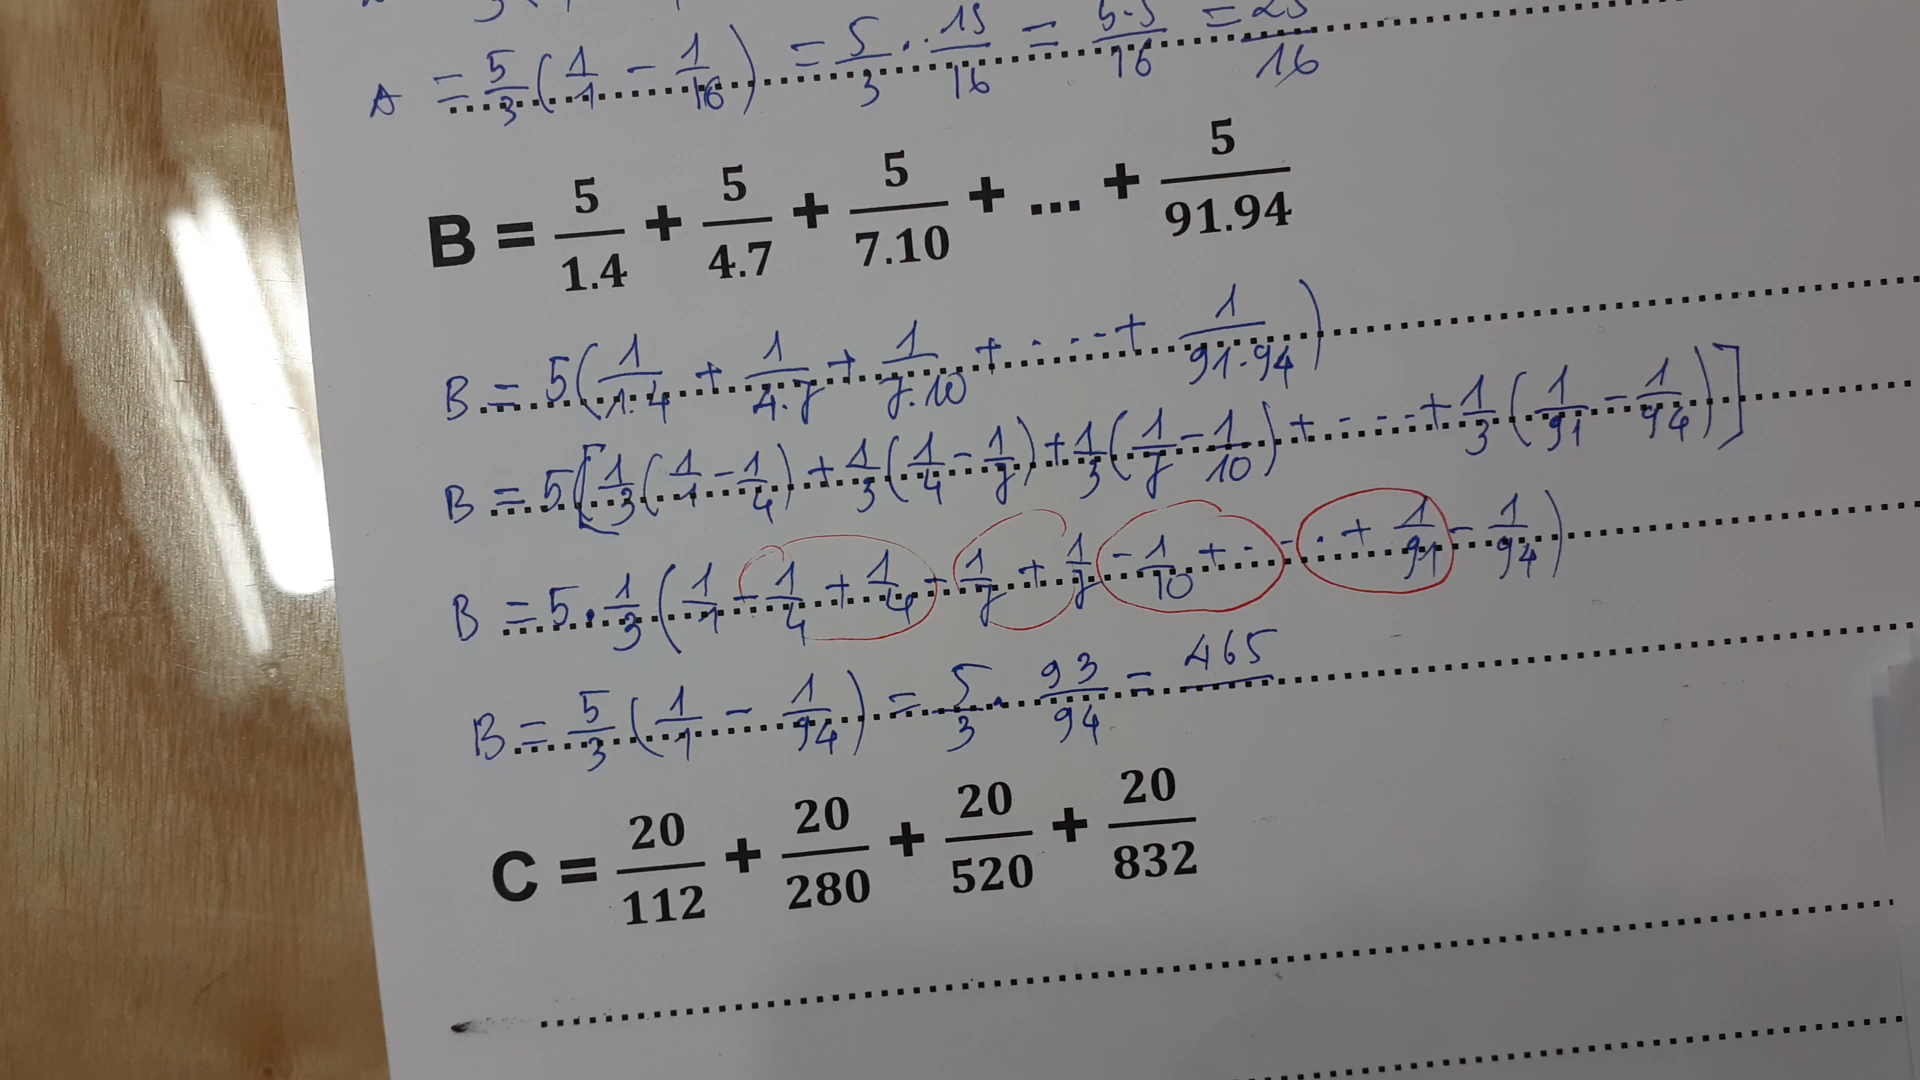 A = 5/3 (1/1 - 1/16) = 5/3 . 15/16 = 5.5/16 = 25/16
B = 5/1.4 + 5/4.7 + 5/7.10 + ... + 5/91.94
B = 5(1/1.4 + 1/4.7 + 1/7.10 + ... + 1/91.94)
B = 5[1/3(1/1 - 1/4) + 1/3(1/4 - 1/7) + 1/3(1/7 - 1/10) + ... + 1/3(1/91 - 1/94)]
B = 5 . 1/3 (1/1 - 1/4 + 1/4 - 1/7 + 1/7 - 1/10 + ... + 1/91 - 1/94)
B = 5/3 (1/1 - 1/94) = 5/3 . 93/94 = 465/
C = 20/112 + 20/280 + 20/520 + 20/832